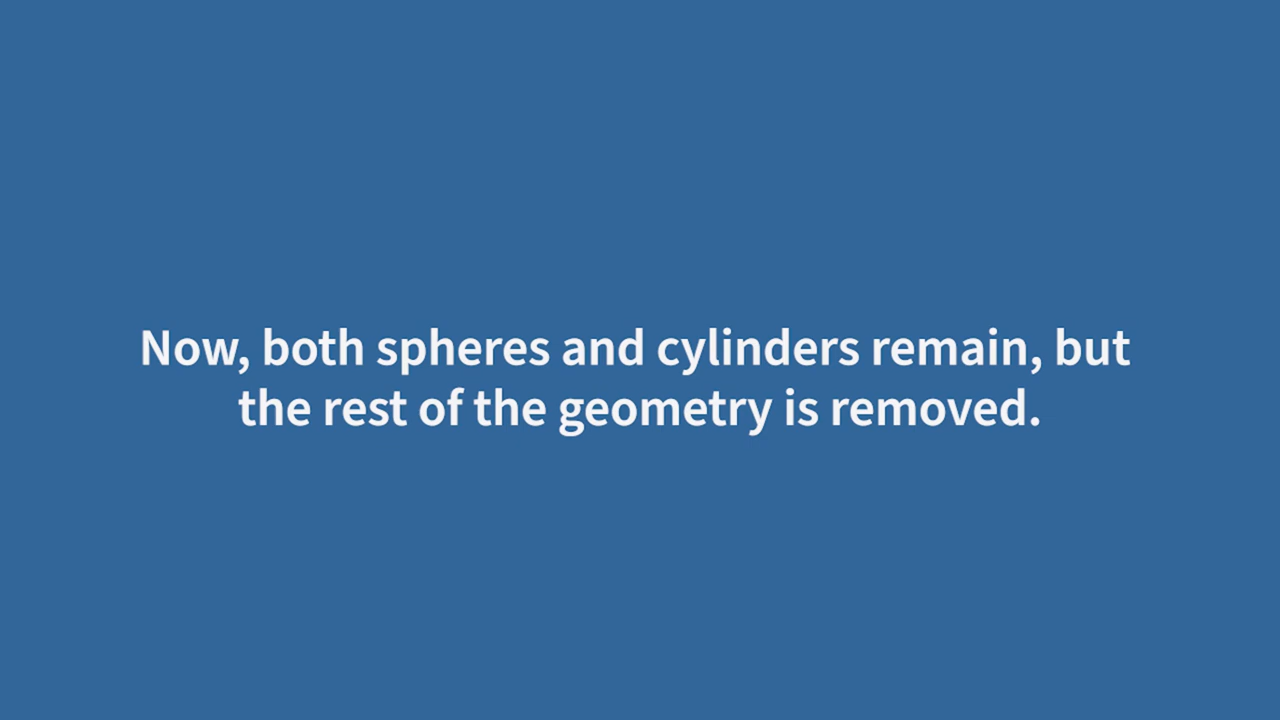 Now, both spheres and cylinders remain, but
the rest of the geometry is removed.